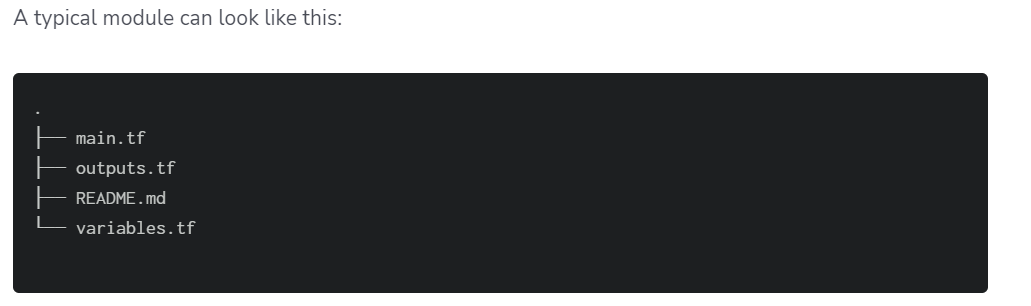 A typical module can look like this:
.
├── main.tf
├── outputs.tf
├── README.md
└── variables.tf